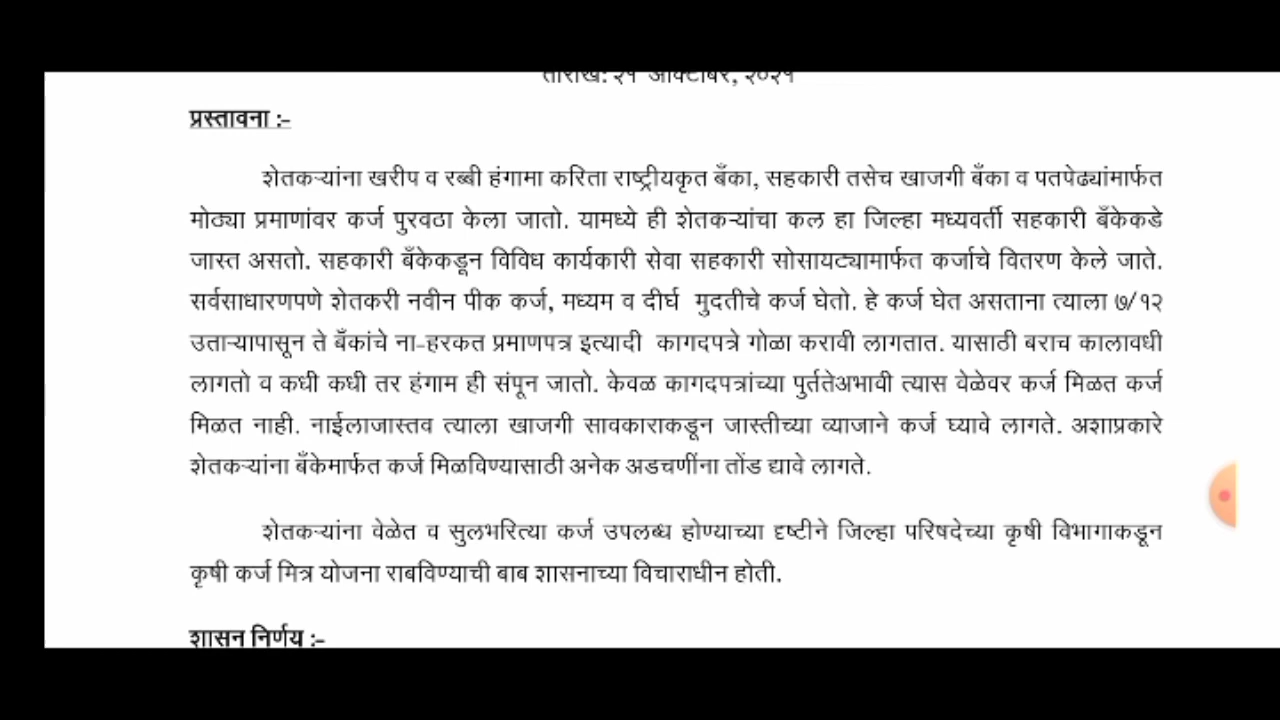 तारीख: २१ ऑक्टोबर, २०२१
प्रस्तावना :-
शेतकऱ्यांना खरीप व रब्बी हंगामा करिता राष्ट्रीयकृत बँका, सहकारी तसेच खाजगी बँका व पतपेढ्यांमार्फत
मोठ्या प्रमाणांवर कर्ज पुरवठा केला जातो. यामध्ये ही शेतकऱ्यांचा कल हा जिल्हा मध्यवर्ती सहकारी बँकेकडे
जास्त असतो. सहकारी बँकेकडून विविध कार्यकारी सेवा सहकारी सोसायट्यामार्फत कर्जाचे वितरण केले जाते.
सर्वसाधारणपणे शेतकरी नवीन पीक कर्ज, मध्यम व दीर्घ मुदतीचे कर्ज घेतो. हे कर्ज घेत असताना त्याला ७/१२
उताऱ्यापासून ते बँकांचे ना-हरकत प्रमाणपत्र इत्यादी कागदपत्रे गोळा करावी लागतात. यासाठी बराच कालावधी
लागतो व कधी कधी तर हंगाम ही संपून जातो. केवळ कागदपत्रांच्या पुर्ततेअभावी त्यास वेळेवर कर्ज मिळत कर्ज
मिळत नाही. नाईलाजास्तव त्याला खाजगी सावकाराकडून जास्तीच्या व्याजाने कर्ज घ्यावे लागते. अशाप्रकारे
शेतकऱ्यांना बँकेमार्फत कर्ज मिळविण्यासाठी अनेक अडचणींना तोंड द्यावे लागते.
शेतकऱ्यांना वेळेत व सुलभरित्या कर्ज उपलब्ध होण्याच्या दृष्टीने जिल्हा परिषदेच्या कृषी विभागाकडून
कृषी कर्ज मित्र योजना राबविण्याची बाब शासनाच्या विचाराधीन होती.
शासन निर्णय :-